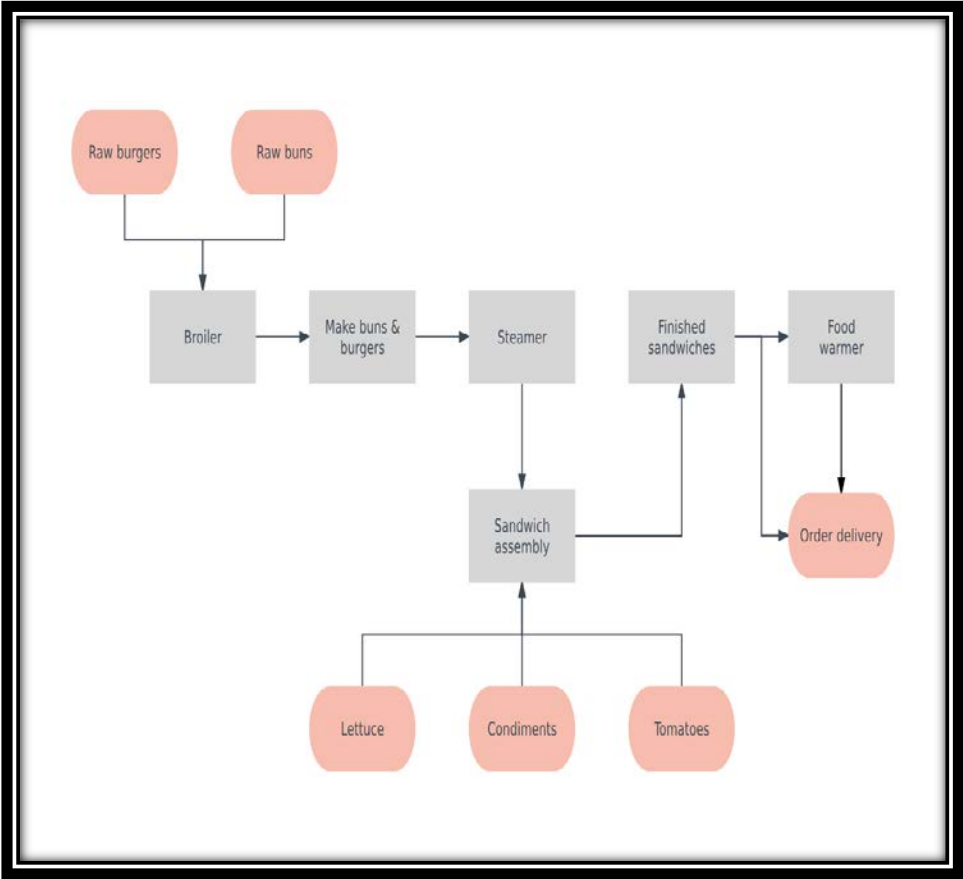 Raw burgers
Raw buns
Broiler
Make buns &
burgers
Steamer
Finished
sandwiches
Food
warmer
Sandwich
assembly
Order delivery
Lettuce
Condiments
Tomatoes